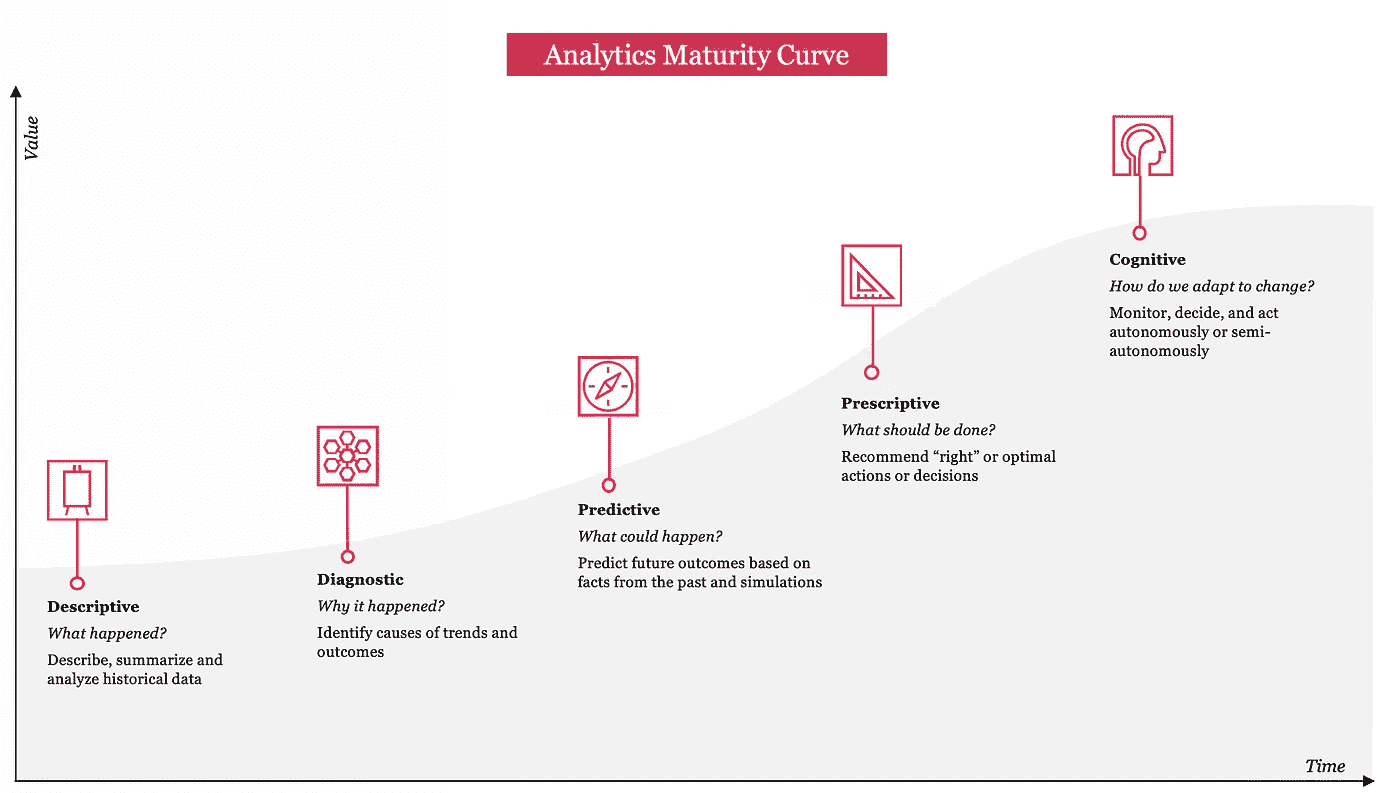 Analytics Maturity Curve
Value
Cognitive
How do we adapt to change?
Monitor, decide, and act
autonomously or semi-
autonomously
Prescriptive
What should be done?
Recommend “right” or optimal
actions or decisions
Predictive
What could happen?
Predict future outcomes based on
facts from the past and simulations
Diagnostic
Why it happened?
Identify causes of trends and
outcomes
Descriptive
What happened?
Describe, summarize and
analyze historical data
Time